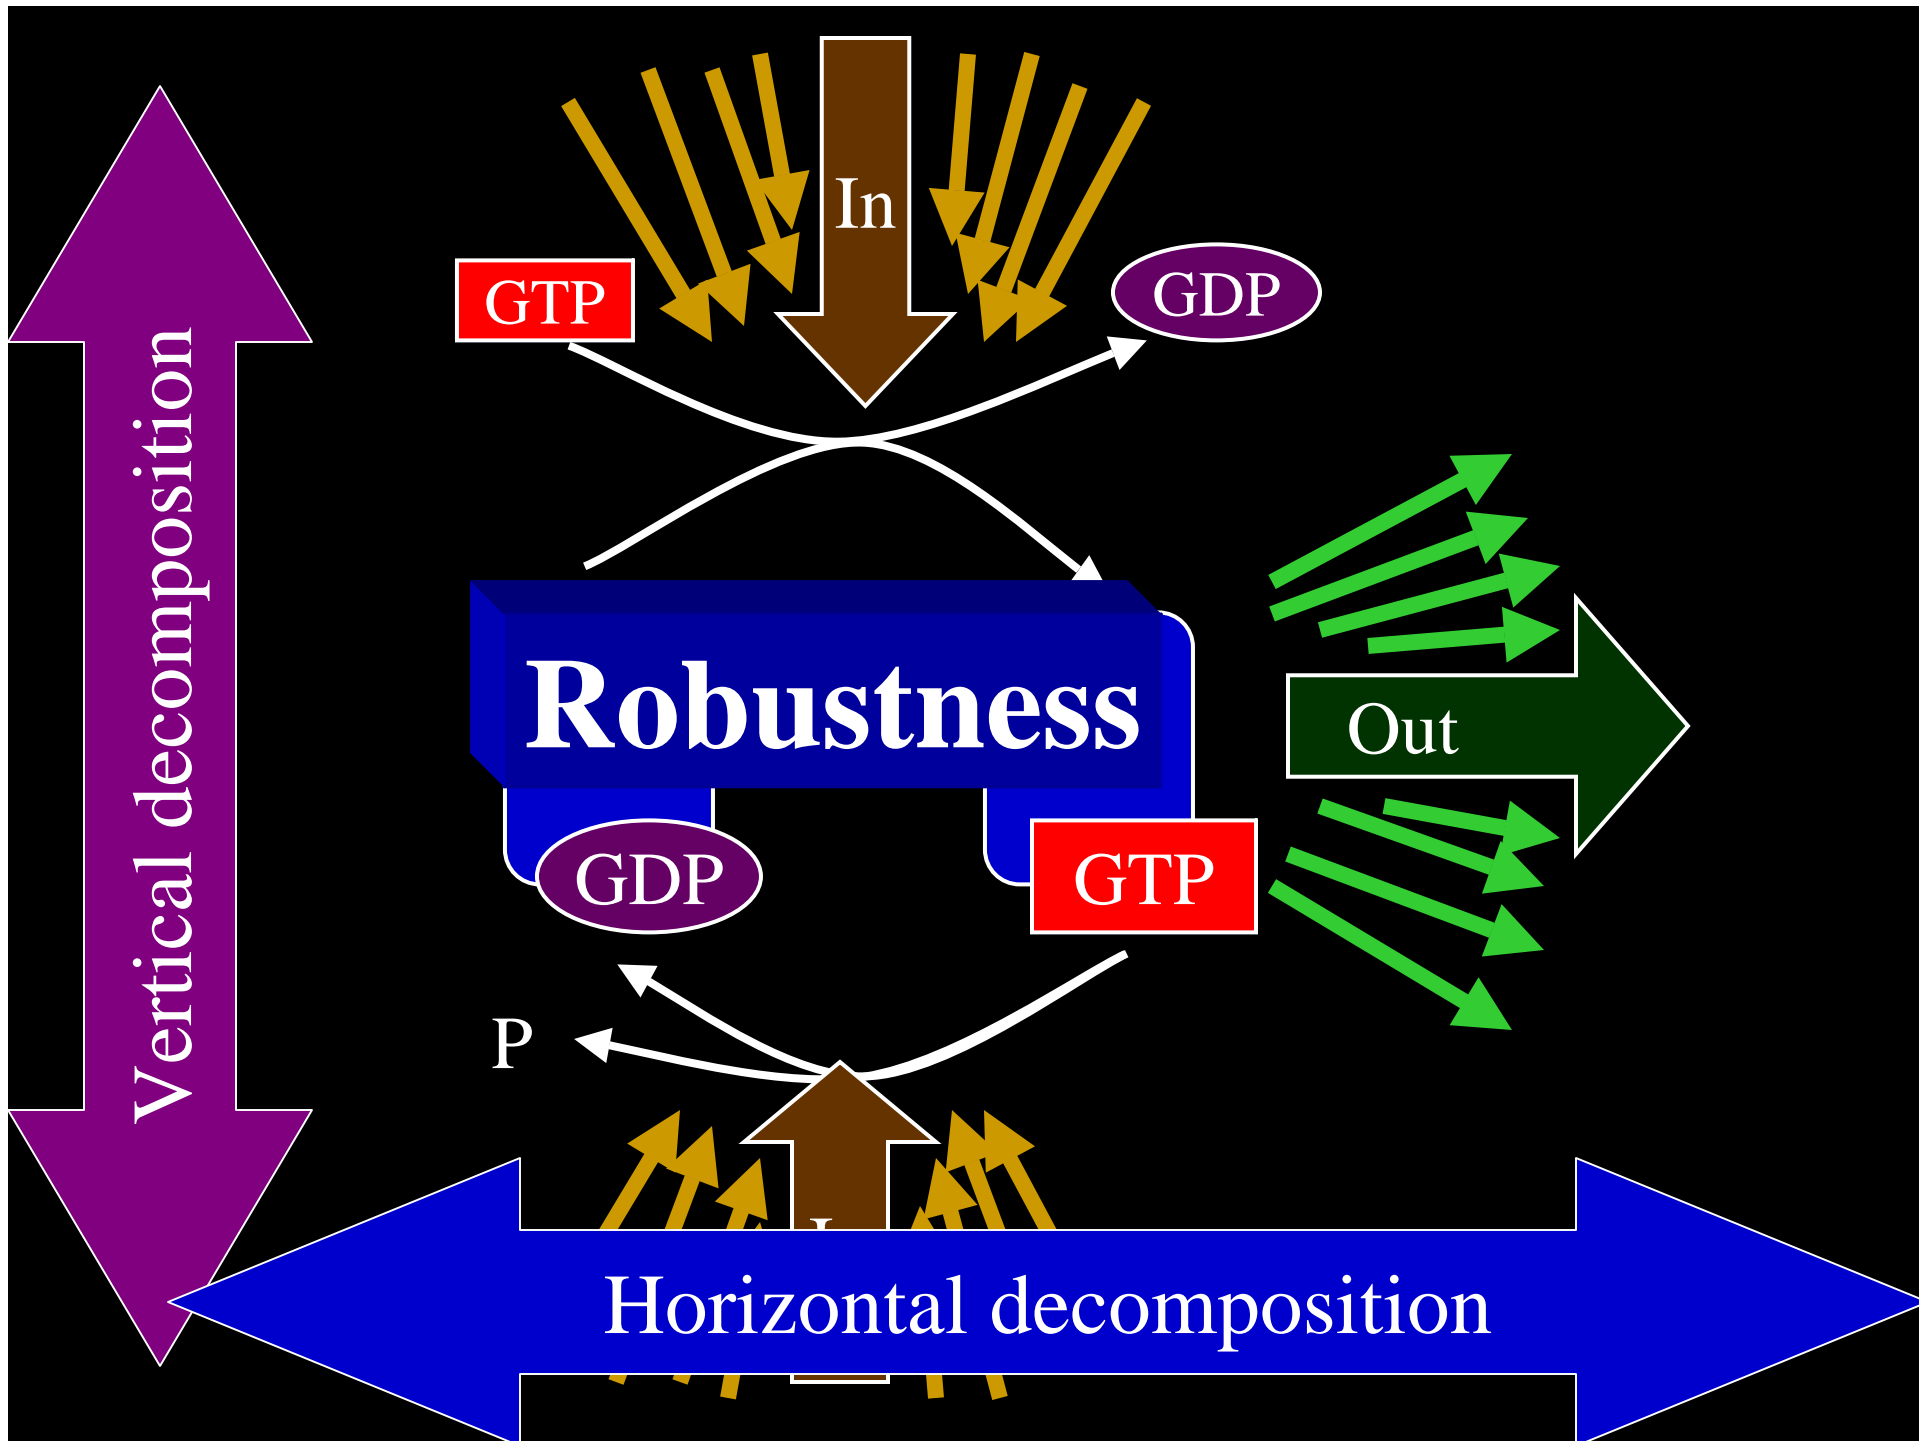 In
GTP
GDP
Vertical decomposition
Robustness
Out
GDP
GTP
P
Horizontal decomposition